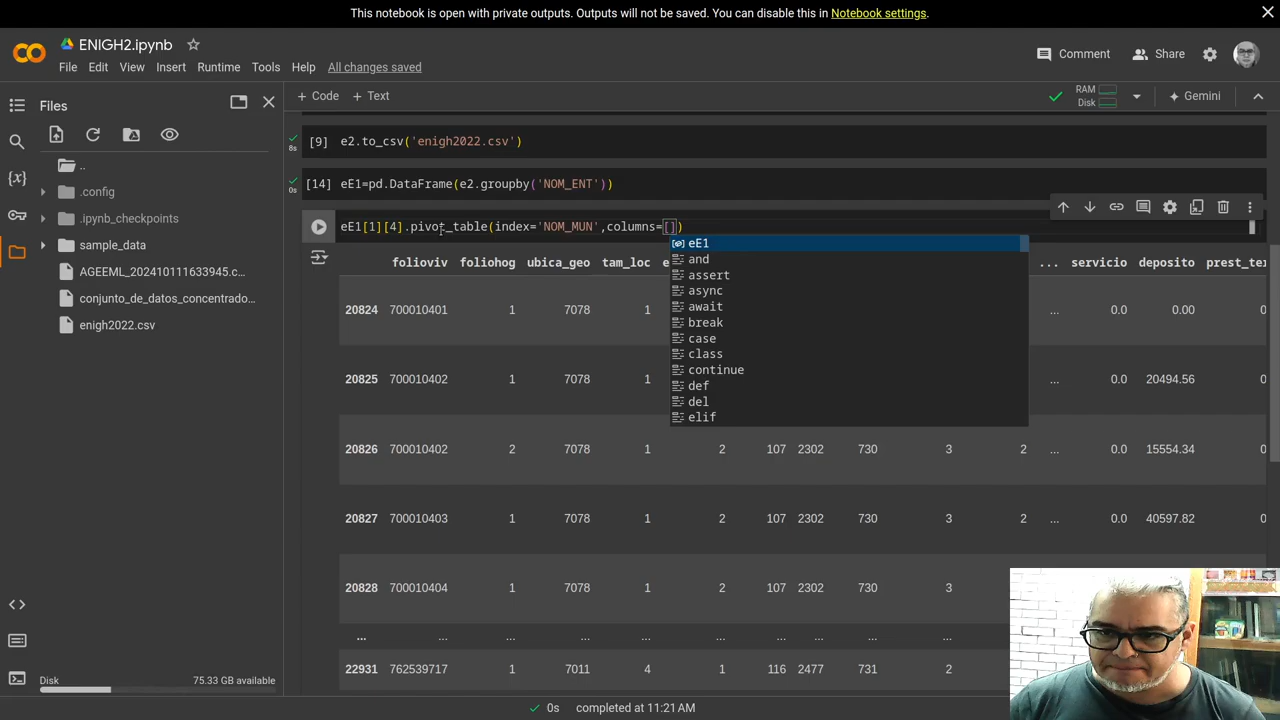 This notebook is open with private outputs. Outputs will not be saved. You can disable this in Notebook settings.
ENIGH2.ipynb
Comment
Share
File Edit View Insert Runtime Tools Help All changes saved
Files
+ Code + Text
RAM
Disk
Gemini
[9] e2.to_csv('enigh2022.csv')
8s
..
[14] eE1=pd.DataFrame(e2.groupby('NOM_ENT'))
0s
.config
.ipynb_checkpoints
sample_data
AGEEML_202410111633945.c...
conjunto_de_datos_concentrado...
enigh2022.csv
eE1[1][4].pivot_table(index='NOM_MUN',columns=[])
eE1
and
assert
async
await
break
case
class
continue
def
del
elif
folioviv foliohog ubica_geo tam_loc e ... servicio deposito prest_ter
20824 700010401 1 7078 1 ... 0.0 0.00 0
20825 700010402 1 7078 1 ... 0.0 20494.56 0
20826 700010402 2 7078 1 2 107 2302 730 3 2 ... 0.0 15554.34 0
20827 700010403 1 7078 1 2 107 2302 730 3 2 ... 0.0 40597.82 0
20828 700010404 1 7078 1 2 107 2302 730 3
... ... ... ... ... ... ... ... ... ...
22931 762539717 1 7011 4 1 116 2477 731 2
Disk 75.33 GB available
0s completed at 11:21 AM